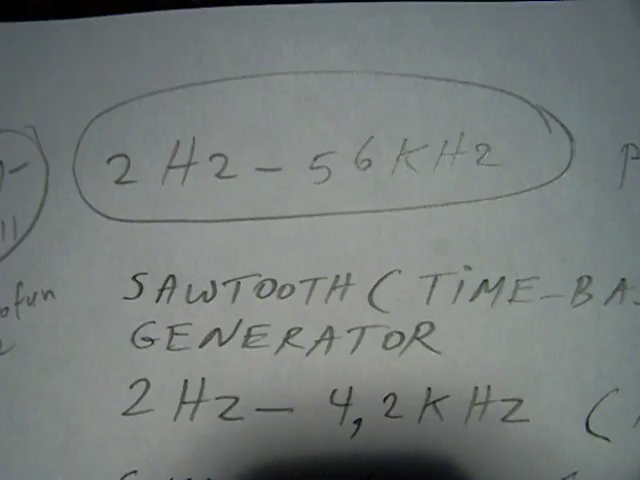 2 Hz - 56 KHz
SAWTOOTH ( TIME-BA
GENERATOR
2 Hz - 4,2 KHz (